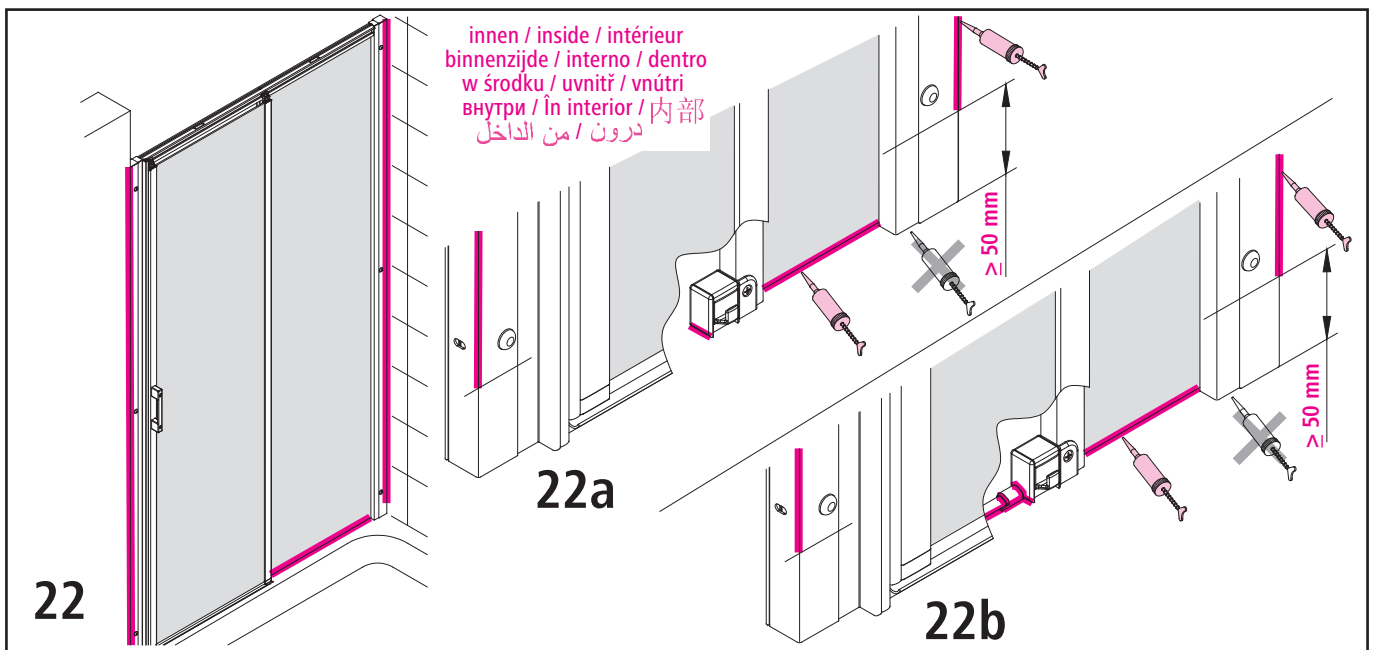 innen / inside / intérieur
binnenzijde / interno / dentro
w środku / uvnitř / vnútri
внутри / În interior / 内部
درون / من الداخل
≥ 50 mm
≥ 50 mm
22a
22
22b